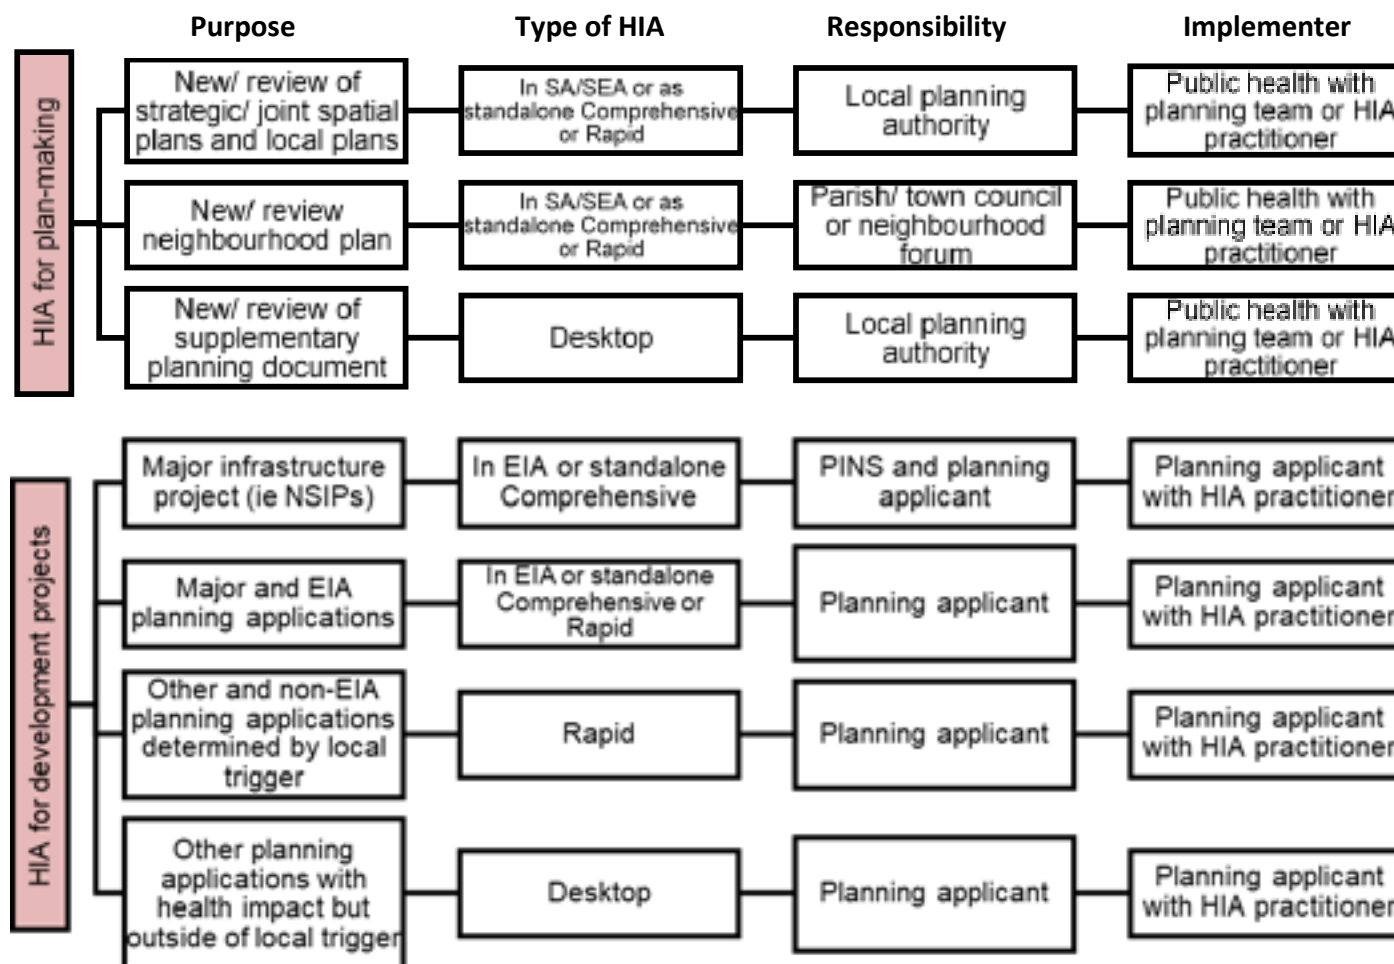 Purpose
Type of HIA
Responsibility
Implementer
HIA for plan-making
New/ review of
strategic/ joint spatial
plans and local plans
In SA/SEA or as
standalone Comprehensive
or Rapid
Local planning
authority
Public health with
planning team or HIA
practitioner
New/ review
neighbourhood plan
In SA/SEA or as
standalone Comprehensive
or Rapid
Parish/ town council
or neighbourhood
forum
Public health with
planning team or HIA
practitioner
New/ review of
supplementary
planning document
Desktop
Local planning
authority
Public health with
planning team or HIA
practitioner
HIA for development projects
Major infrastructure
project (ie NSIPs)
In EIA or standalone
Comprehensive
PINS and planning
applicant
Planning applicant
with HIA practitioner
Major and EIA
planning applications
In EIA or standalone
Comprehensive or
Rapid
Planning applicant
Planning applicant
with HIA practitioner
Other and non-EIA
planning applications
determined by local
trigger
Rapid
Planning applicant
Planning applicant
with HIA practitioner
Other planning
applications with
health impact but
outside of local trigger
Desktop
Planning applicant
Planning applicant
with HIA practitioner